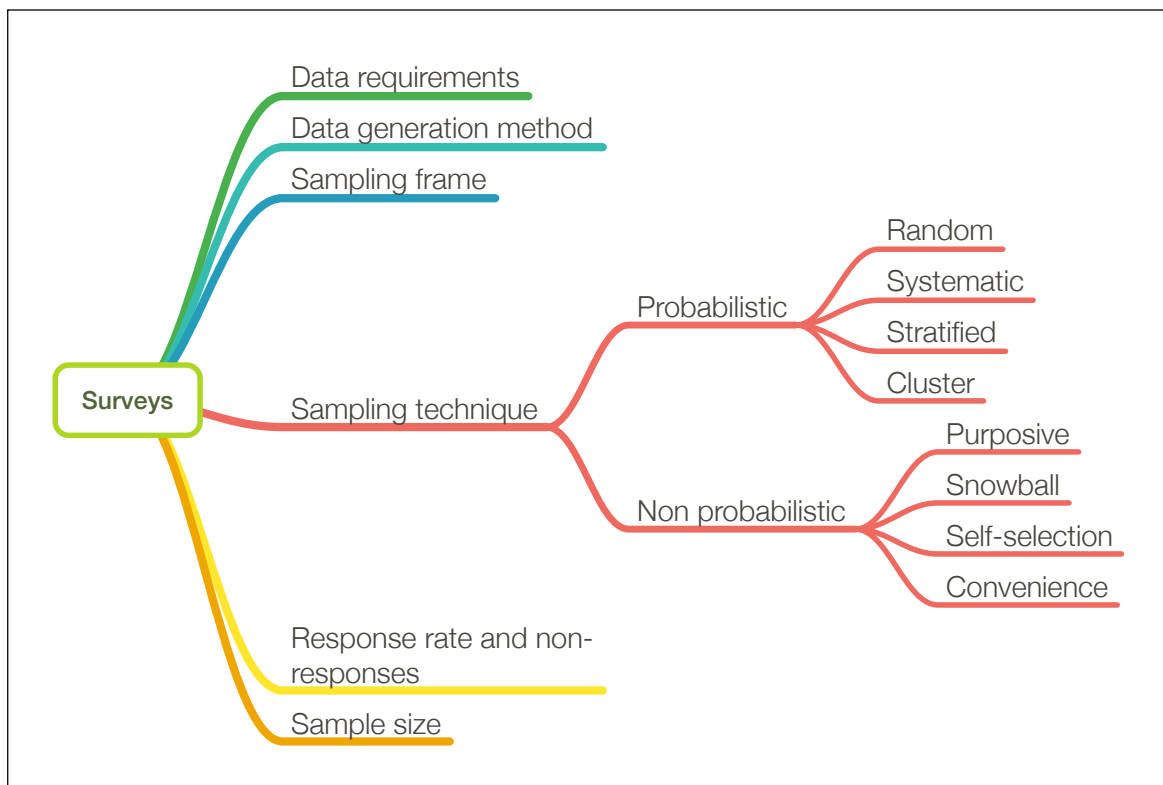 Data requirements
Data generation method
Sampling frame
Surveys
Sampling technique
Probabilistic
Random
Systematic
Stratified
Cluster
Non probabilistic
Purposive
Snowball
Self-selection
Convenience
Response rate and non-
responses
Sample size